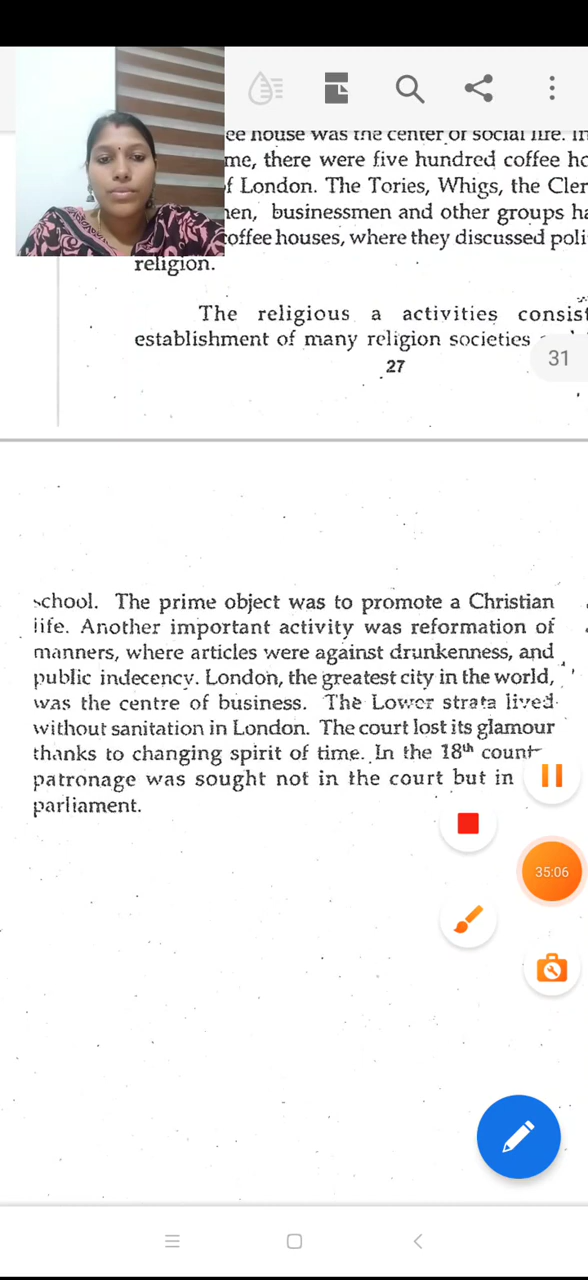 ee house was the center of social life. In
me, there were five hundred coffee ho
f London. The Tories, Whigs, the Cler
nen, businessmen and other groups ha
coffee houses, where they discussed poli
religion.
The religious a activities consist
establishment of many religion societies
31
27
school. The prime object was to promote a Christian
life. Another important activity was reformation of
manners, where articles were against drunkenness, and
public indecency. London, the greatest city in the world,
was the centre of business. The Lower strata lived
without sanitation in London. The court lost its glamour
thanks to changing spirit of time. In the 18th count
patronage was sought not in the court but in
parliament.
35:06